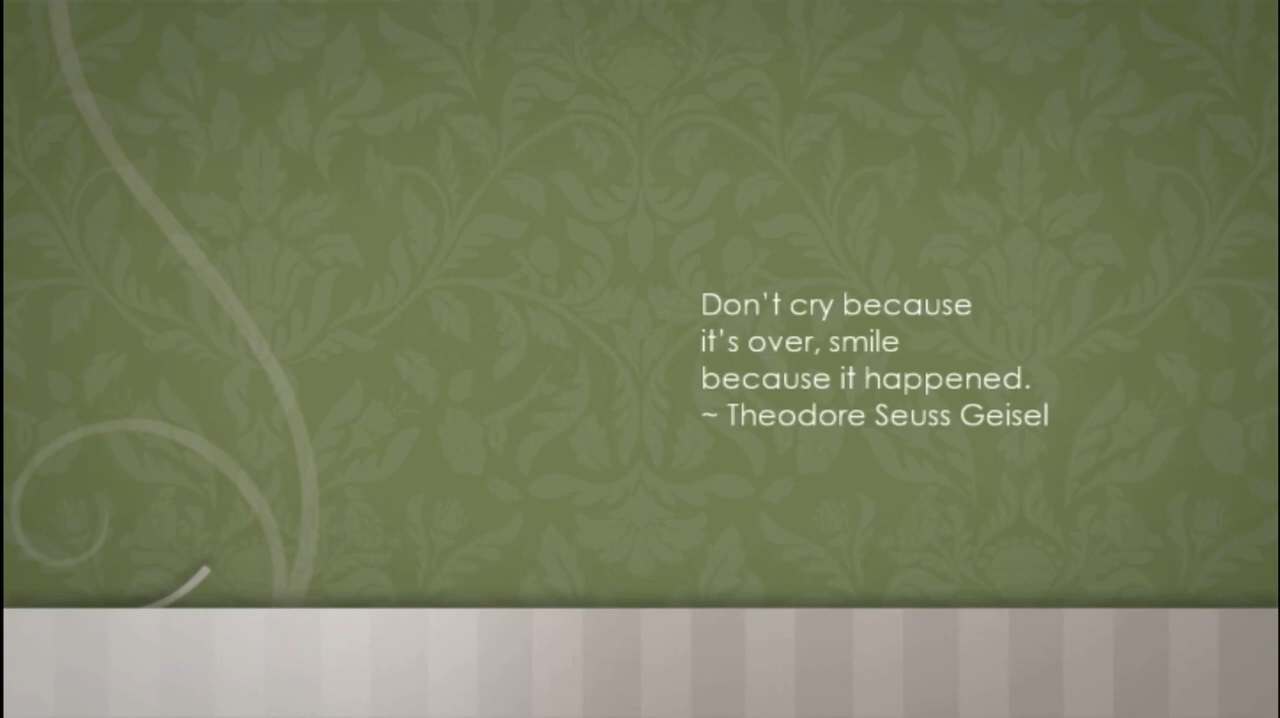 Don't cry because
it's over, smile
because it happened.
~ Theodore Seuss Geisel